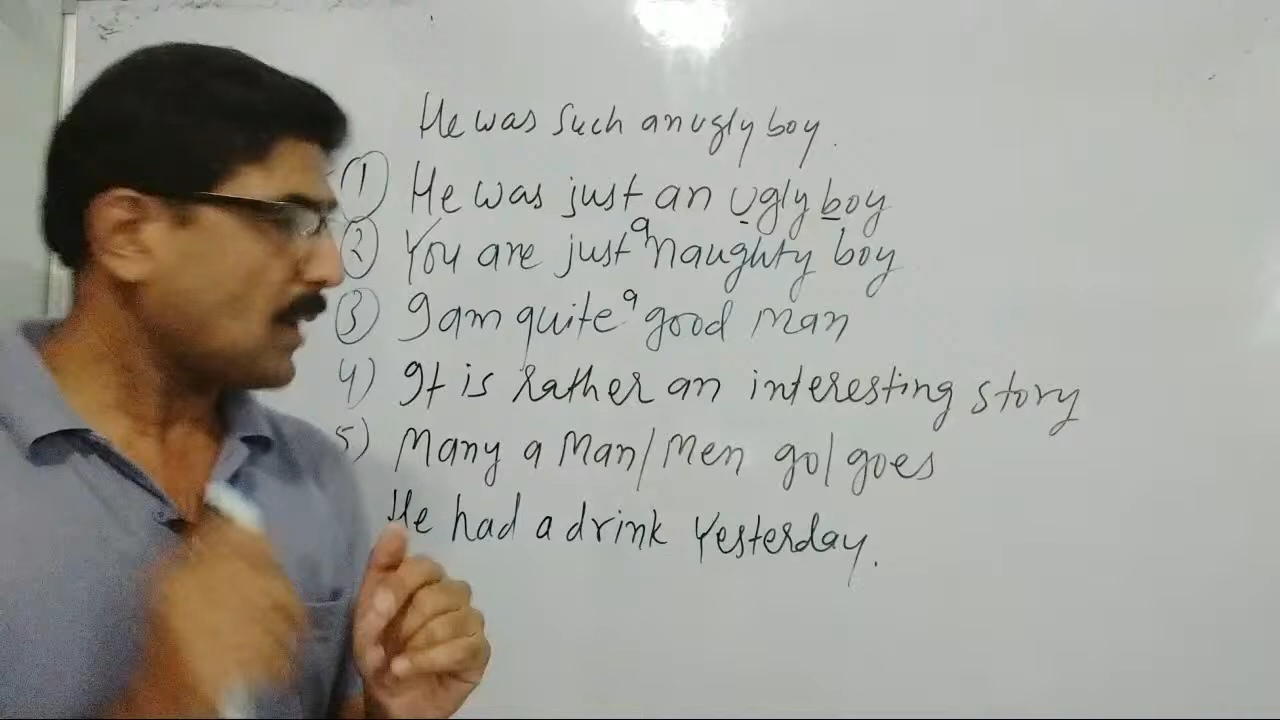 He was such an ugly boy.
1 He was just an ugly boy
2 You are just a naughty boy
3 I am quite a good man
4) It is rather an interesting story
5) Many a Man/Men go/goes
He had a drink Yesterday.